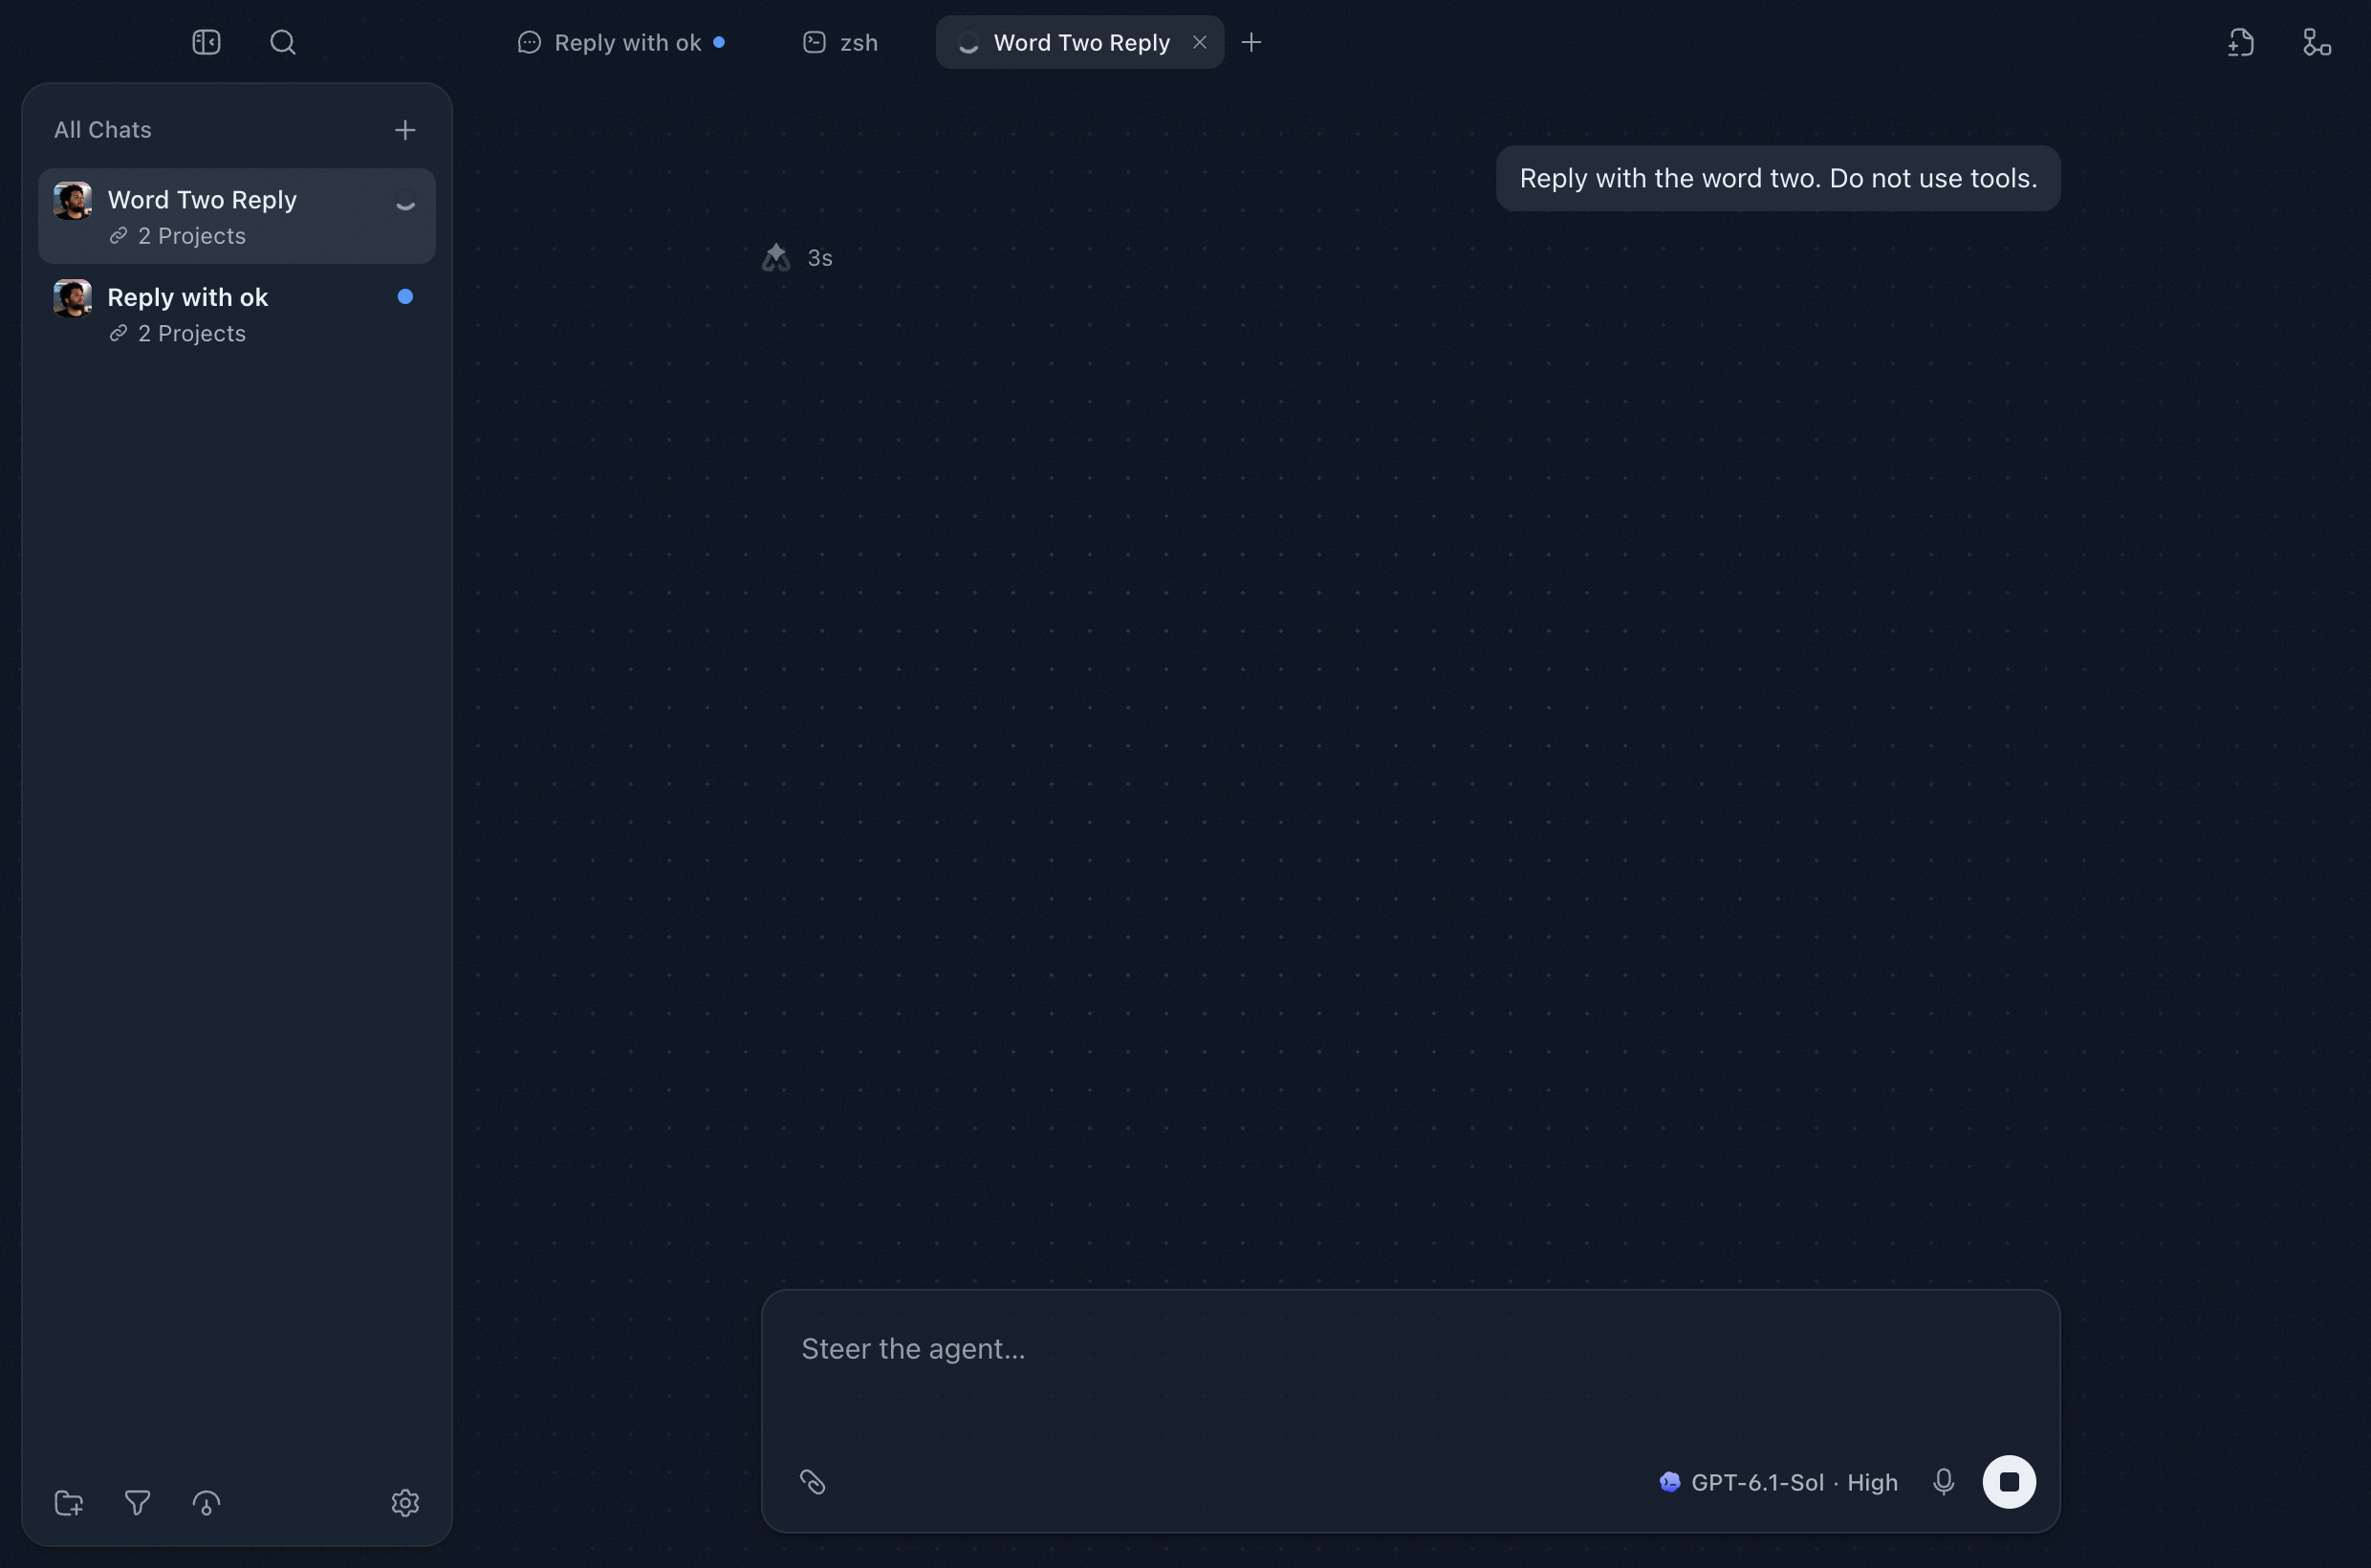 Reply with ok
zsh
Word Two Reply
All Chats
Word Two Reply
2 Projects
Reply with ok
2 Projects
Reply with the word two. Do not use tools.
3s
Steer the agent...
GPT-6.1-Sol · High